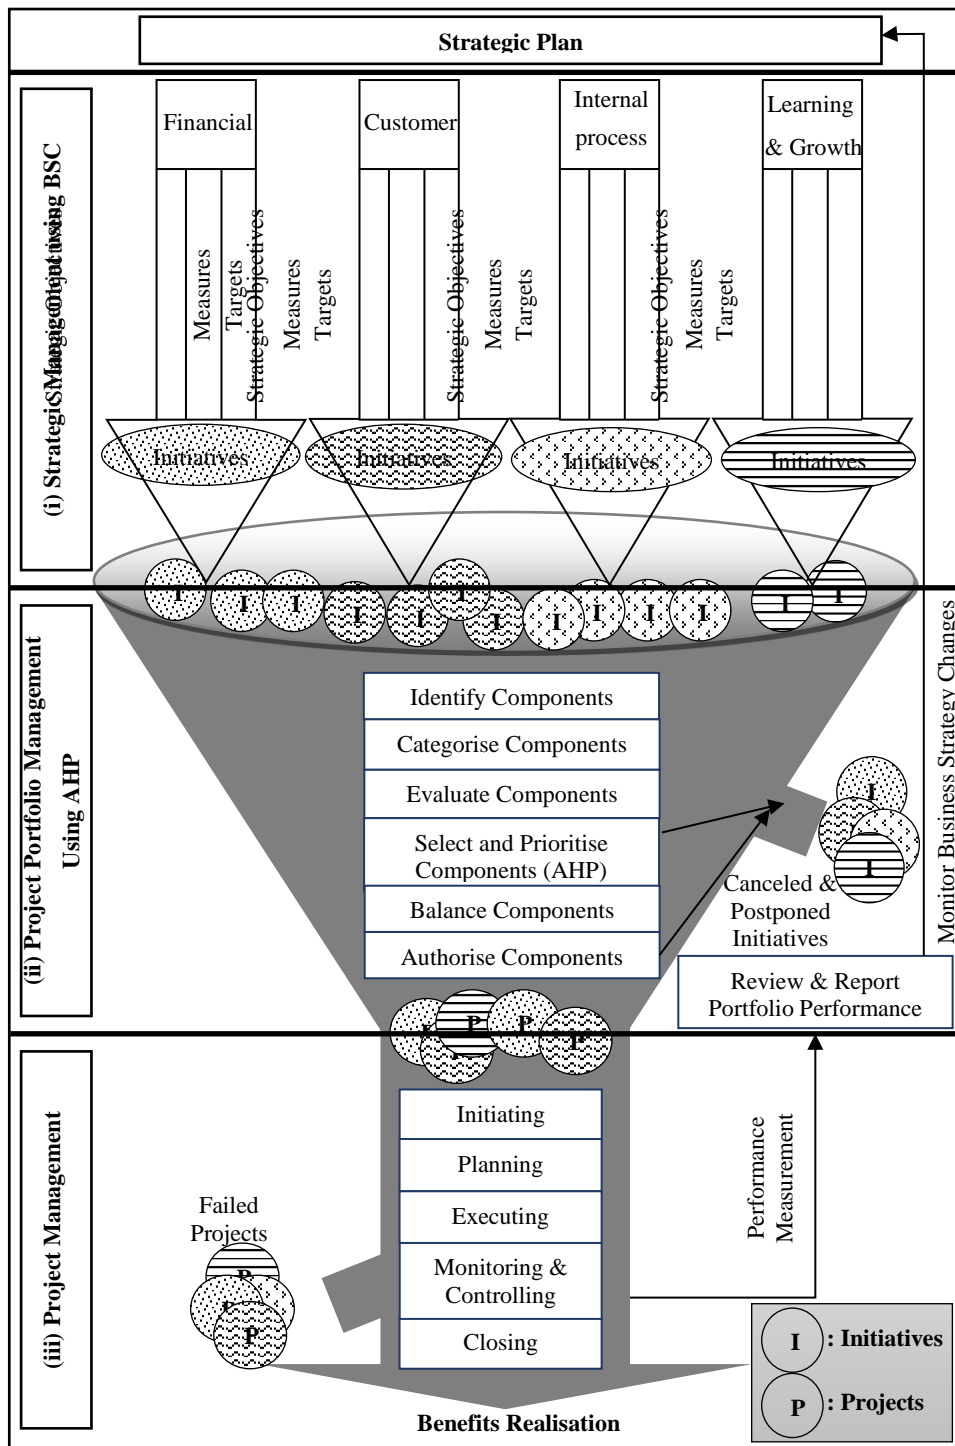 Strategic Plan
(i) Strategic Management using BSC
Strategic Objectives
Financial
Customer
Internal
process
Learning
& Growth
Measures
Targets
Strategic Objectives
Measures
Targets
Strategic Objectives
Measures
Targets
Strategic Objectives
Measures
Targets
Initiatives
Initiatives
Initiatives
Initiatives
I
I
I
I
I
I
I
I
I
I
I
I
I
(ii) Project Portfolio Management
Using AHP
Identify Components
Categorise Components
Evaluate Components
Select and Prioritise
Components (AHP)
Balance Components
Authorise Components
I
I
Canceled &
Postponed
Initiatives
Monitor Business Strategy Changes
Review & Report
Portfolio Performance
P
P
P
(iii) Project Management
Initiating
Planning
Executing
Monitoring &
Controlling
Closing
Performance
Measurement
Failed
Projects
P
P
I : Initiatives
P : Projects
Benefits Realisation